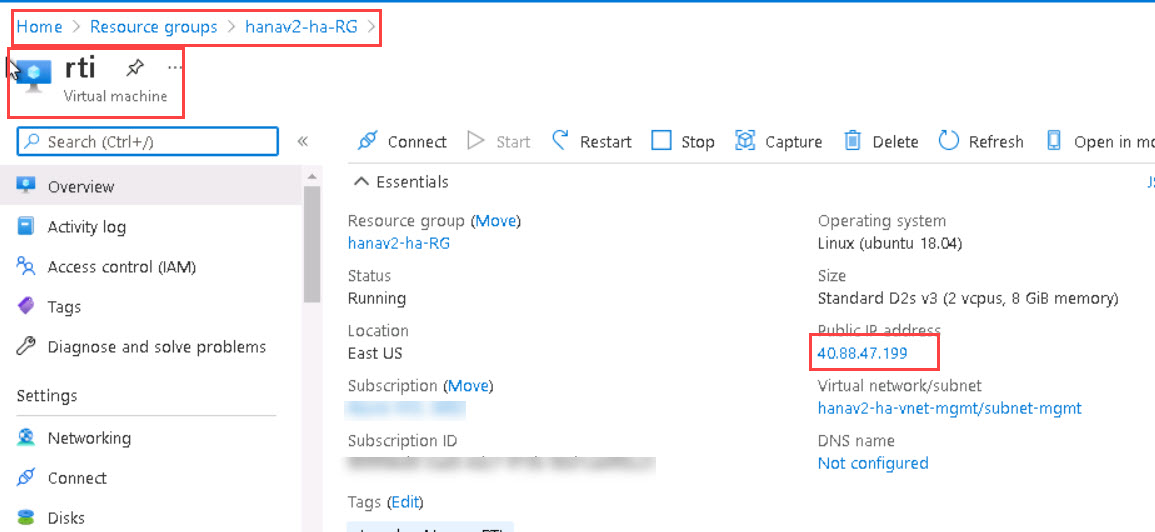 Home > Resource groups > hanav2-ha-RG >
rti ...
Virtual machine
Search (Ctrl+/) «
Connect Start Restart Stop Capture Delete Refresh Open in mo
Overview
Activity log
Access control (IAM)
Tags
Diagnose and solve problems
Settings
Networking
Connect
Disks
Essentials
JS
Resource group (Move)
hanav2-ha-RG
Status
Running
Location
East US
Subscription (Move)
Subscription ID
Operating system
Linux (ubuntu 18.04)
Size
Standard D2s v3 (2 vcpus, 8 GiB memory)
Public IP address
40.88.47.199
Virtual network/subnet
hanav2-ha-vnet-mgmt/subnet-mgmt
DNS name
Not configured
Tags (Edit)